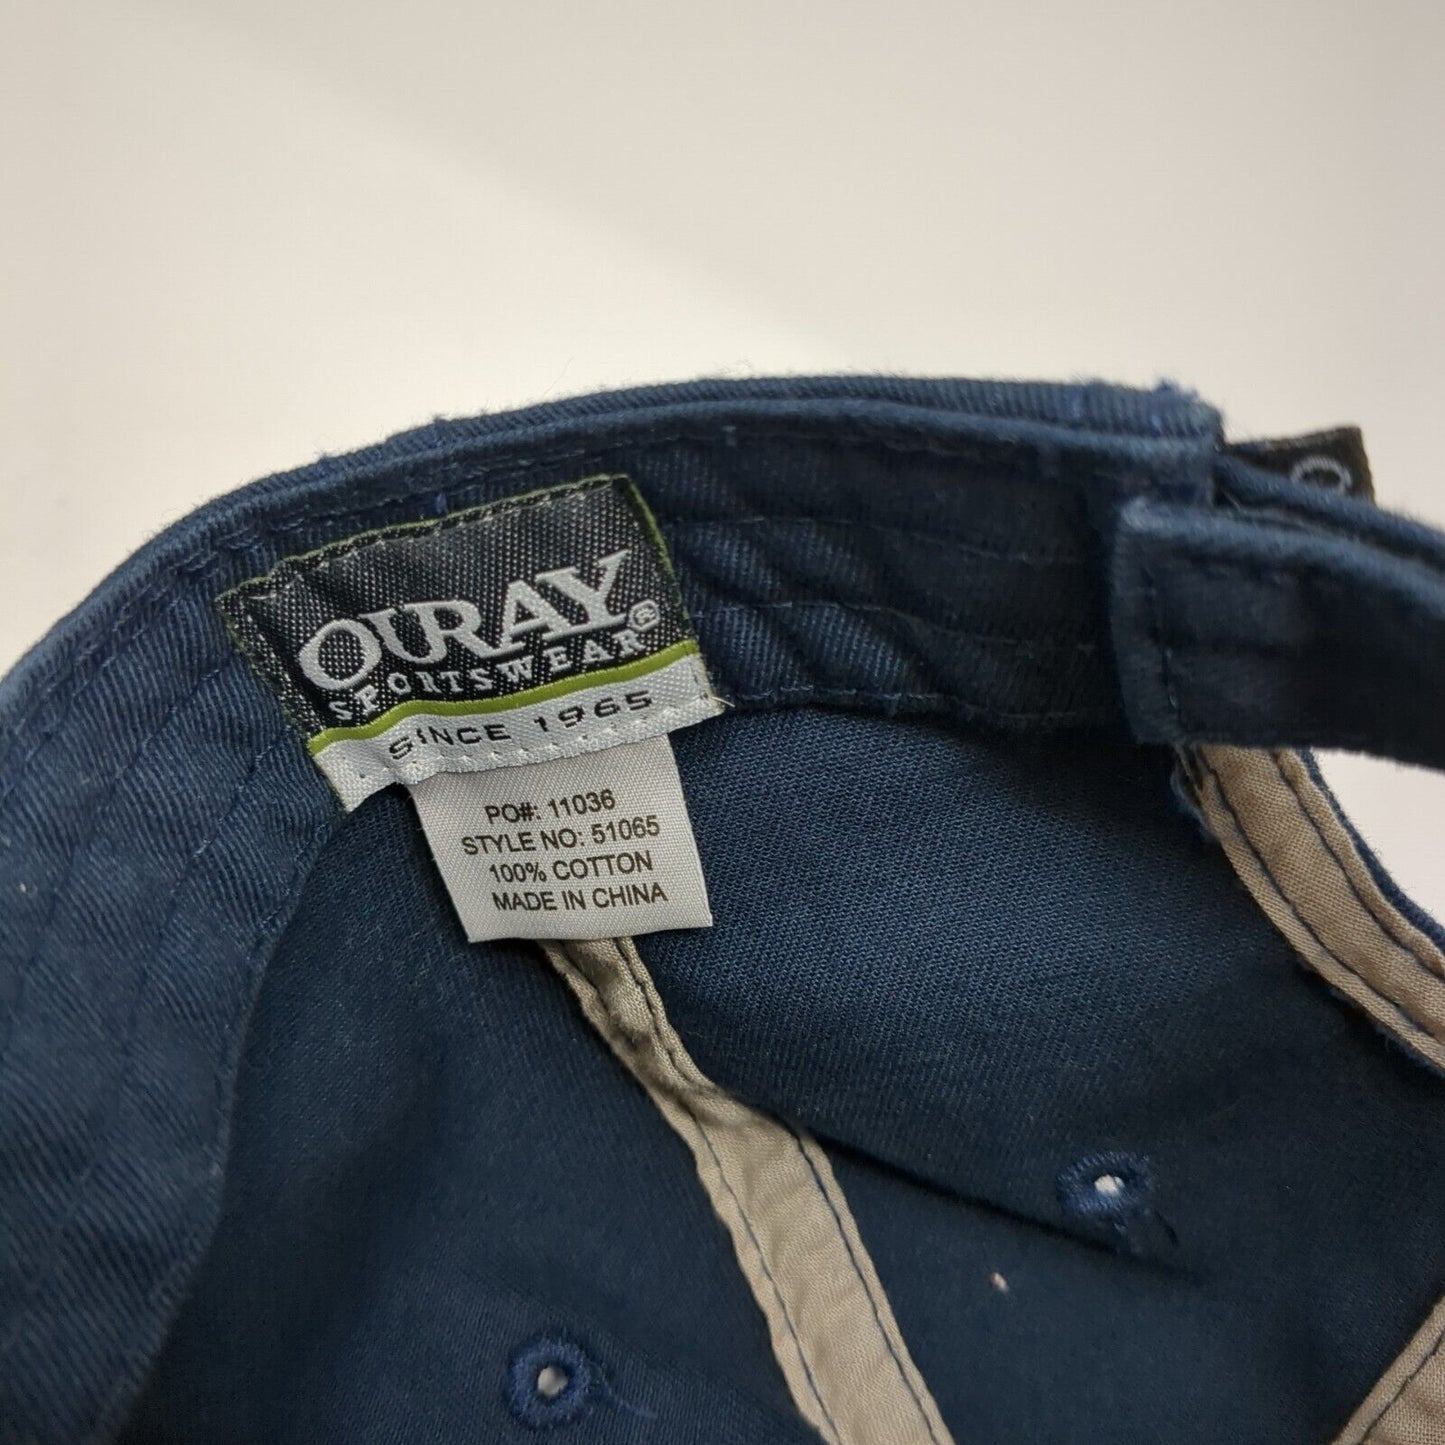 OURAY®
SPORTSWEAR
SINCE 1965
PO#: 11036
STYLE NO: 51065
100% COTTON
MADE IN CHINA